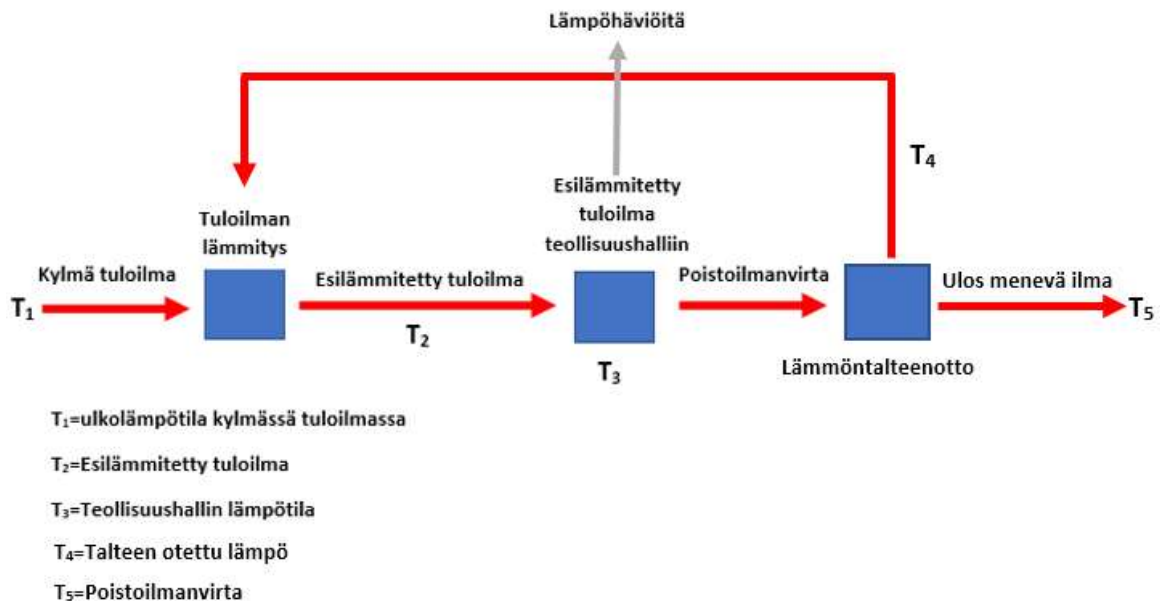 Lämpöhäviöitä
T₄
Tuloilman
lämmitys
Esilämmitetty
tuloilma
teollisuushalliin
Kylmä tuloilma
Esilämmitetty tuloilma
Poistoilmanvirta
Ulos menevä ilma
T₁
T₂
T₃
T₅
Lämmöntalteenotto
T₁=ulkolämpötila kylmässä tuloilmassa
T₂=Esilämmitetty tuloilma
T₃=Teollisuushallin lämpötila
T₄=Talteen otettu lämpö
T₅=Poistoilmanvirta